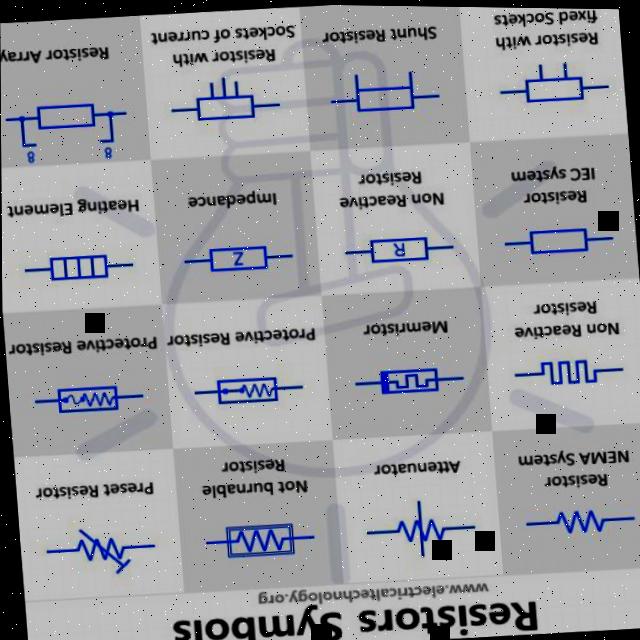 Resistors Symbols
www.electricaltechnology.org
Resistor
NEMA System
Attenuator
Not burnable
Resistor
Preset Resistor
Non Reactive
Resistor
Memristor
Protective Resistor
Protective Resistor
Resistor
IEC system
R
Non Reactive
Resistor
Z
Impedance
Heating Element
Resistor with
fixed Sockets
Shunt Resistor
Resistor with
Sockets of current
8 8
Resistor Array